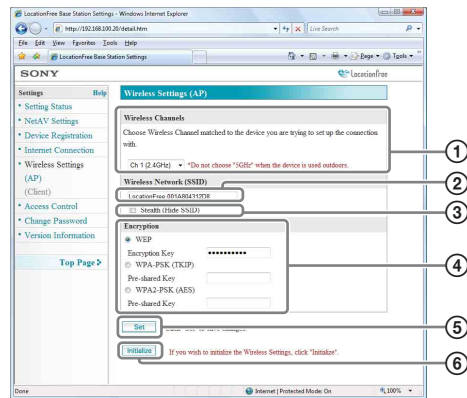 LocationFree Base Station Settings - Windows Internet Explorer
http://192.168.100.20/detail.htm
Live Search
File Edit View Favorites Tools Help
LocationFree Base Station Settings
Page Tools
SONY
LocationFree
Settings Help
Wireless Settings (AP)
• Setting Status
• NetAV Settings
• Device Registration
• Internet Connection
• Wireless Settings
(AP)
(Client)
• Access Control
• Change Password
• Version Information
Top Page
Wireless Channels
Choose Wireless Channel matched to the device you are trying to set up the connection
with.
Ch 1 (2.4GHz) *Do not choose "5GHz" when the device is used outdoors.
1
Wireless Network (SSID)
2
LocationFree 001A804312D8
Stealth (Hide SSID)
3
Encryption
WEP
Encryption Key ••••••••••
WPA-PSK (TKIP)
4
Pre-shared Key
WPA2-PSK (AES)
Pre-shared Key
Set
5
Initialize If you wish to initialize the Wireless Settings, click "Initialize".
6
Done Internet | Protected Mode: On 100%